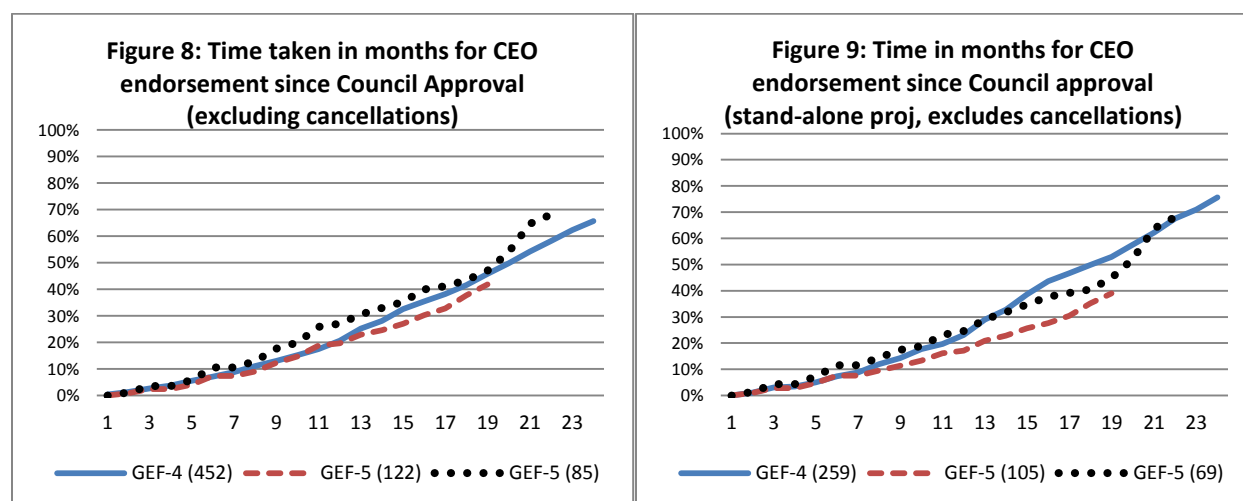 Figure 8: Time taken in months for CEO
endorsement since Council Approval
(excluding cancellations)
100%
90%
80%
70%
60%
50%
40%
30%
20%
10%
0%
1 3 5 7 9 11 13 15 17 19 21 23
GEF-4 (452) GEF-5 (122) GEF-5 (85)
Figure 9: Time in months for CEO
endorsement since Council approval
(stand-alone proj, excludes cancellations)
100%
90%
80%
70%
60%
50%
40%
30%
20%
10%
0%
1 3 5 7 9 11 13 15 17 19 21 23
GEF-4 (259) GEF-5 (105) GEF-5 (69)